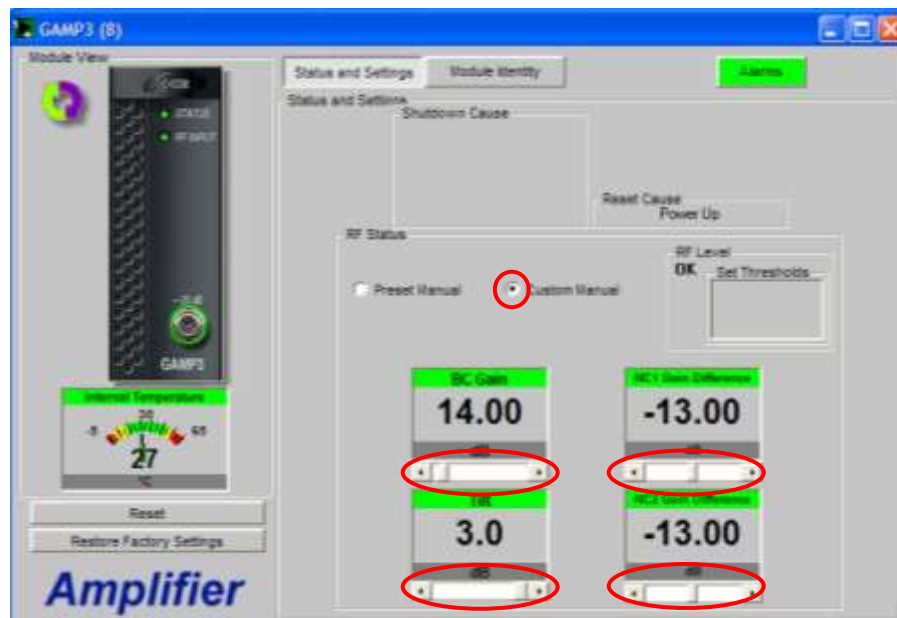 GAMP3 (8)
Module View
STATUS
RF INPUT
GAMP3
Internal Temperature
-5 30 65
27
°C
Reset
Restore Factory Settings
Amplifier
Status and Settings Module Identity Alarms
Status and Settings
Shutdown Cause
Reset Cause
Power Up
RF Status
Preset Manual Custom Manual
RF Level
OK Set Thresholds
BC Gain NC1 Gain Difference
14.00 -13.00
dB dB
Tilt NC2 Gain Difference
3.0 -13.00
dB dB